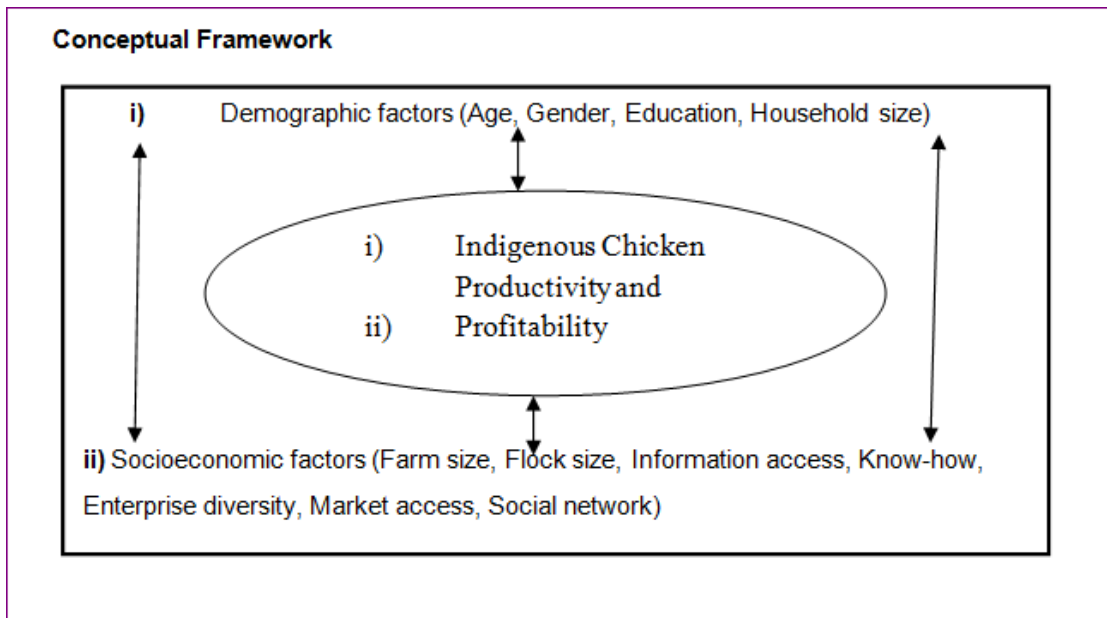 Conceptual Framework
i) Demographic factors (Age, Gender, Education, Household size)
i) Indigenous Chicken
Productivity and
ii) Profitability
ii) Socioeconomic factors (Farm size, Flock size, Information access, Know-how,
Enterprise diversity, Market access, Social network)